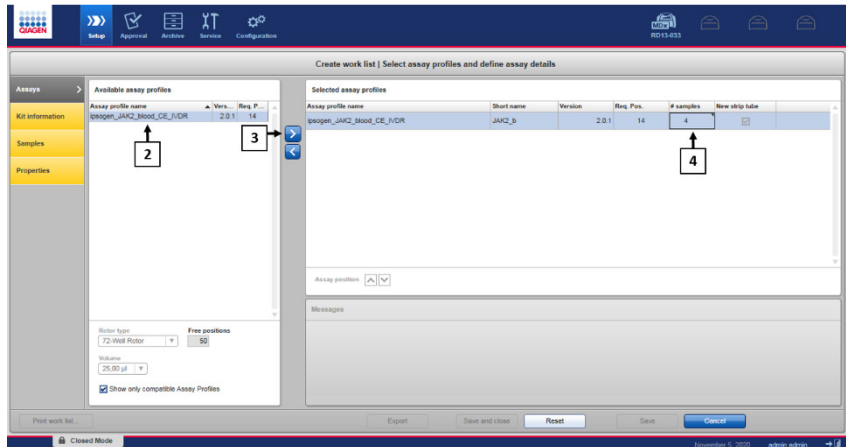 QIAGEN
Setup Approval Archive Service Configuration
MDx
RD13-033
Create work list | Select assay profiles and define assay details
Assays
Kit information
Samples
Properties
Available assay profiles
Assay profile name Vers... Req. P...
ipsogen_JAK2_blood_CE_IVDR 2.0.1 14
2
3
Rotor type Free positions
72-Well Rotor 50
Volume
25,00 µl
Show only compatible Assay Profiles
Selected assay profiles
Assay profile name Short name Version Req. Pos. # samples New strip tube
ipsogen_JAK2_blood_CE_IVDR JAK2_b 2.0.1 14 4
4
Assay position
Messages
Print work list... Export Save and close Reset Save Cancel
Closed Mode November 5, 2020 admin admin